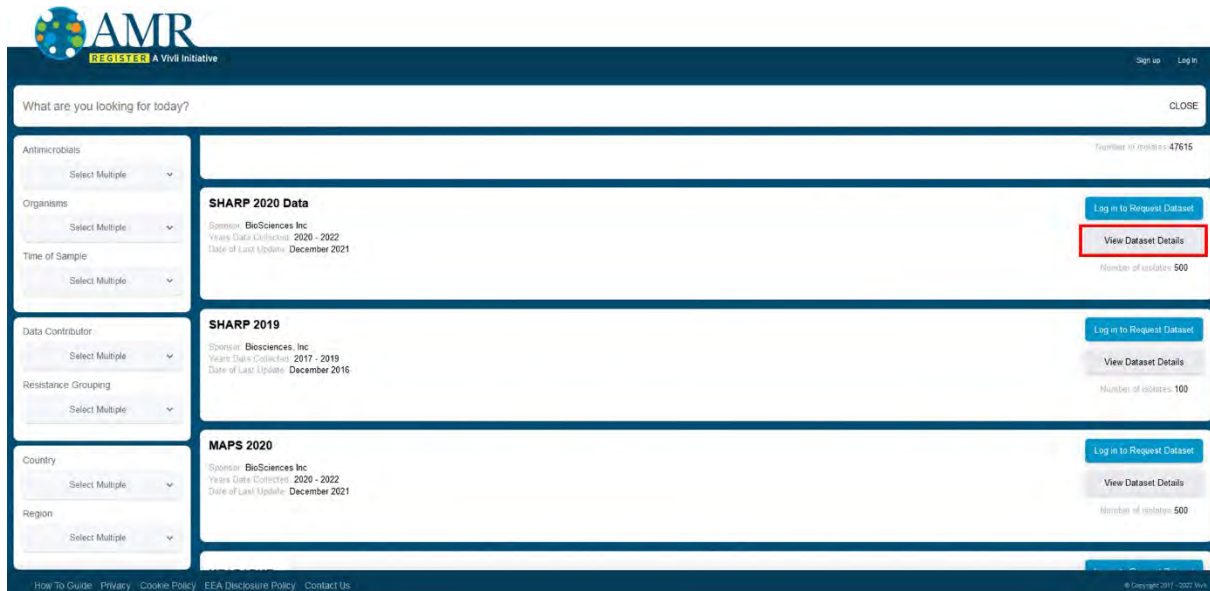 AMR
REGISTER A Vivli Initiative
Sign up Log In
What are you looking for today?
CLOSE
Antimicrobials
Select Multiple
Organisms
Select Multiple
Time of Sample
Select Multiple
Data Contributor
Select Multiple
Resistance Grouping
Select Multiple
Country
Select Multiple
Region
Select Multiple
Number of isolates 47615
SHARP 2020 Data
Sponsor: BioSciences Inc
Years Data Collected: 2020 - 2022
Date of Last Update: December 2021
Log in to Request Dataset
View Dataset Details
Number of isolates 500
SHARP 2019
Sponsor: Biosciences, Inc
Years Data Collected: 2017 - 2019
Date of Last Update: December 2016
Log in to Request Dataset
View Dataset Details
Number of isolates 100
MAPS 2020
Sponsor: BioSciences Inc
Years Data Collected: 2020 - 2022
Date of Last Update: December 2021
Log in to Request Dataset
View Dataset Details
Number of isolates 500
How To Guide Privacy Cookie Policy EEA Disclosure Policy Contact Us
© Copyright 2017 - 2022 Vivli